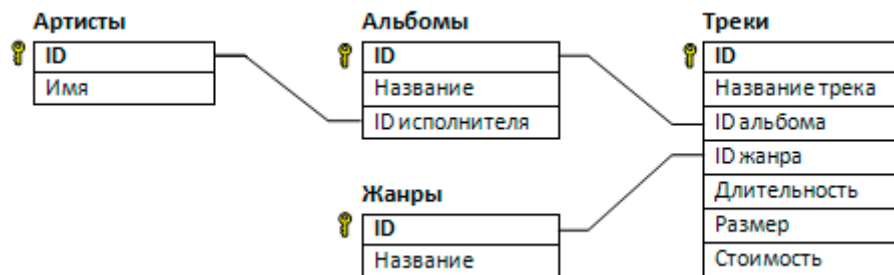 Артисты
ID
Имя
Альбомы
ID
Название
ID исполнителя
Жанры
ID
Название
Треки
ID
Название трека
ID альбома
ID жанра
Длительность
Размер
Стоимость